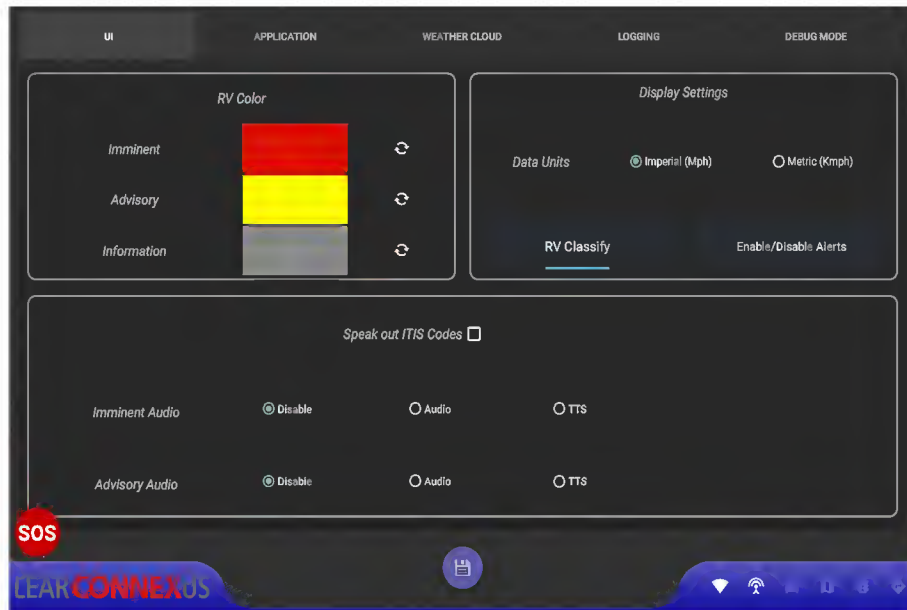 UI APPLICATION WEATHER CLOUD LOGGING DEBUG MODE
RV Color
Imminent
Advisory
Information
Display Settings
Data Units Imperial (Mph) Metric (Kmph)
RV Classify Enable/Disable Alerts
Speak out ITIS Codes
Imminent Audio Disable Audio TTS
Advisory Audio Disable Audio TTS
SOS
LEAR CONNEXUS